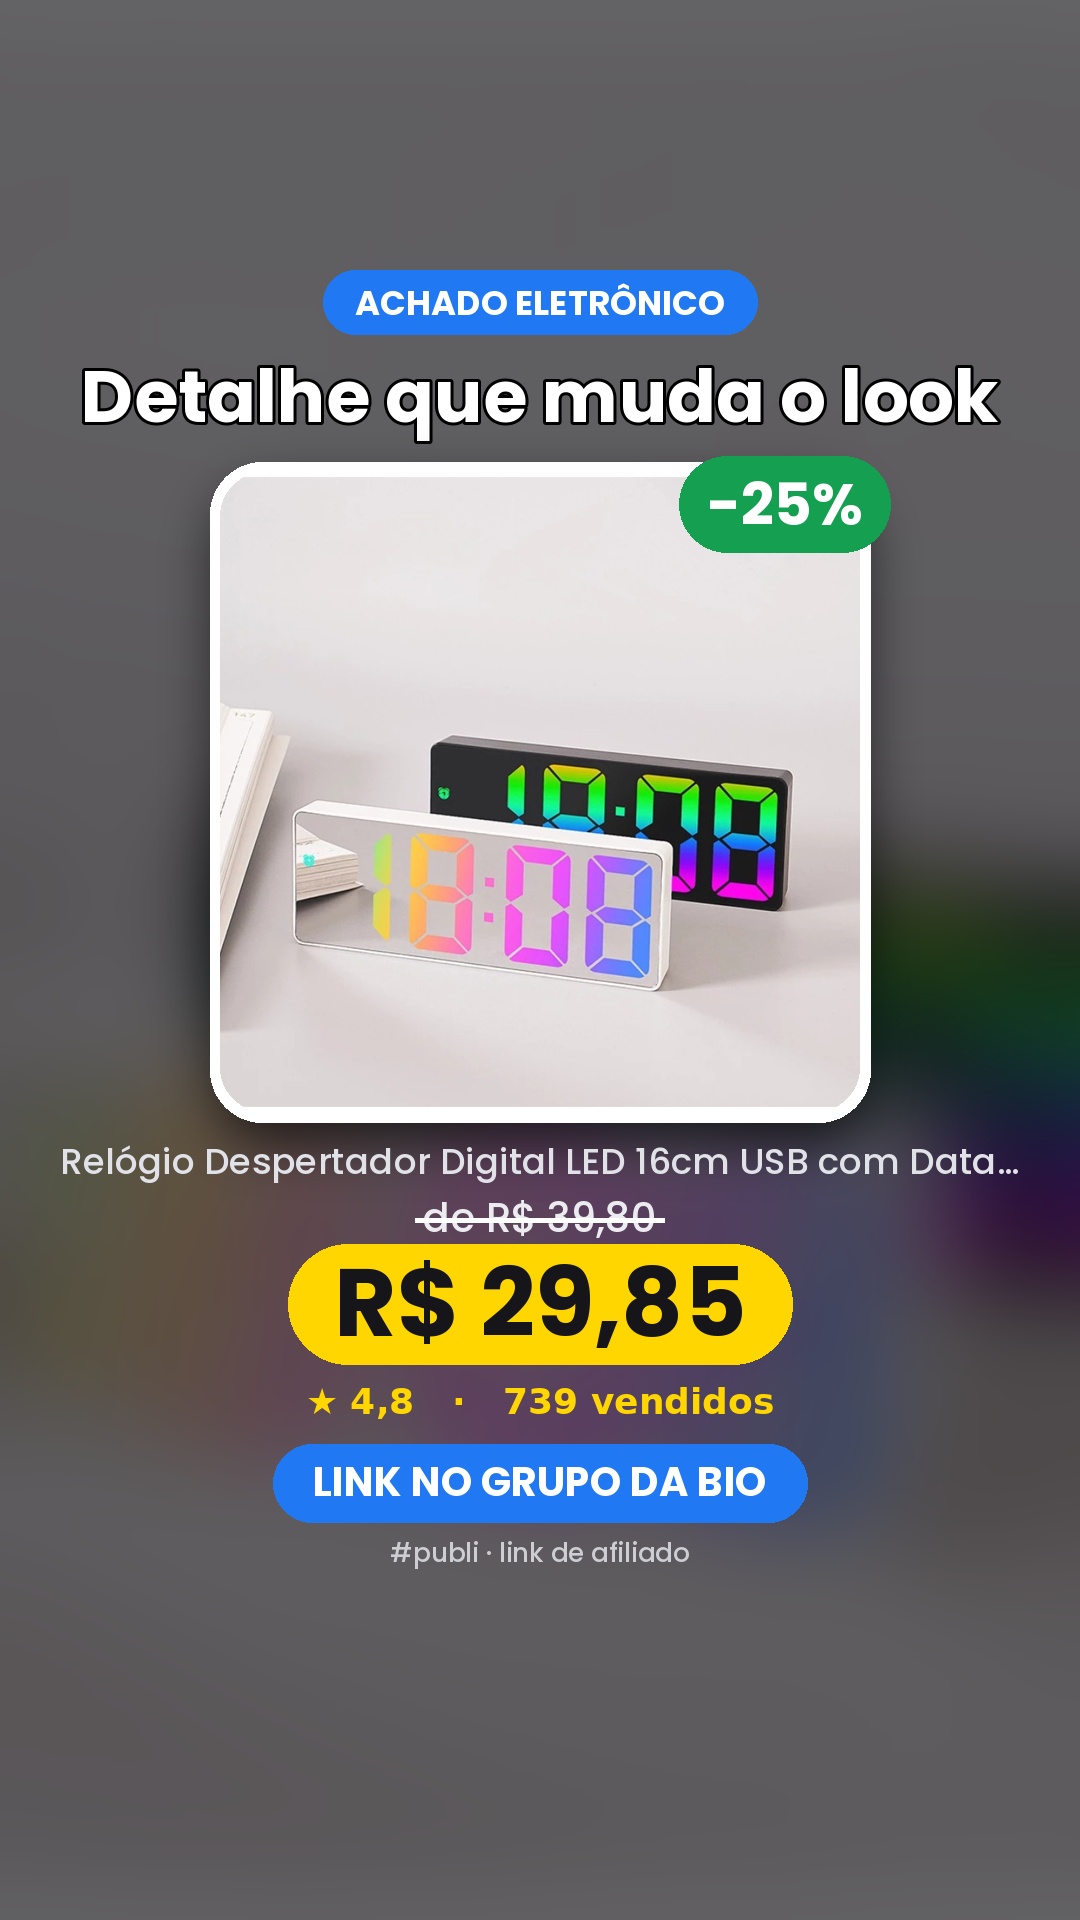 ACHADO ELETRÔNICO
Detalhe que muda o look
-25%
18:08
18:08
Relógio Despertador Digital LED 16cm USB com Data...
de R$ 39,80
R$ 29,85
★ 4,8 · 739 vendidos
LINK NO GRUPO DA BIO
#publi · link de afiliado